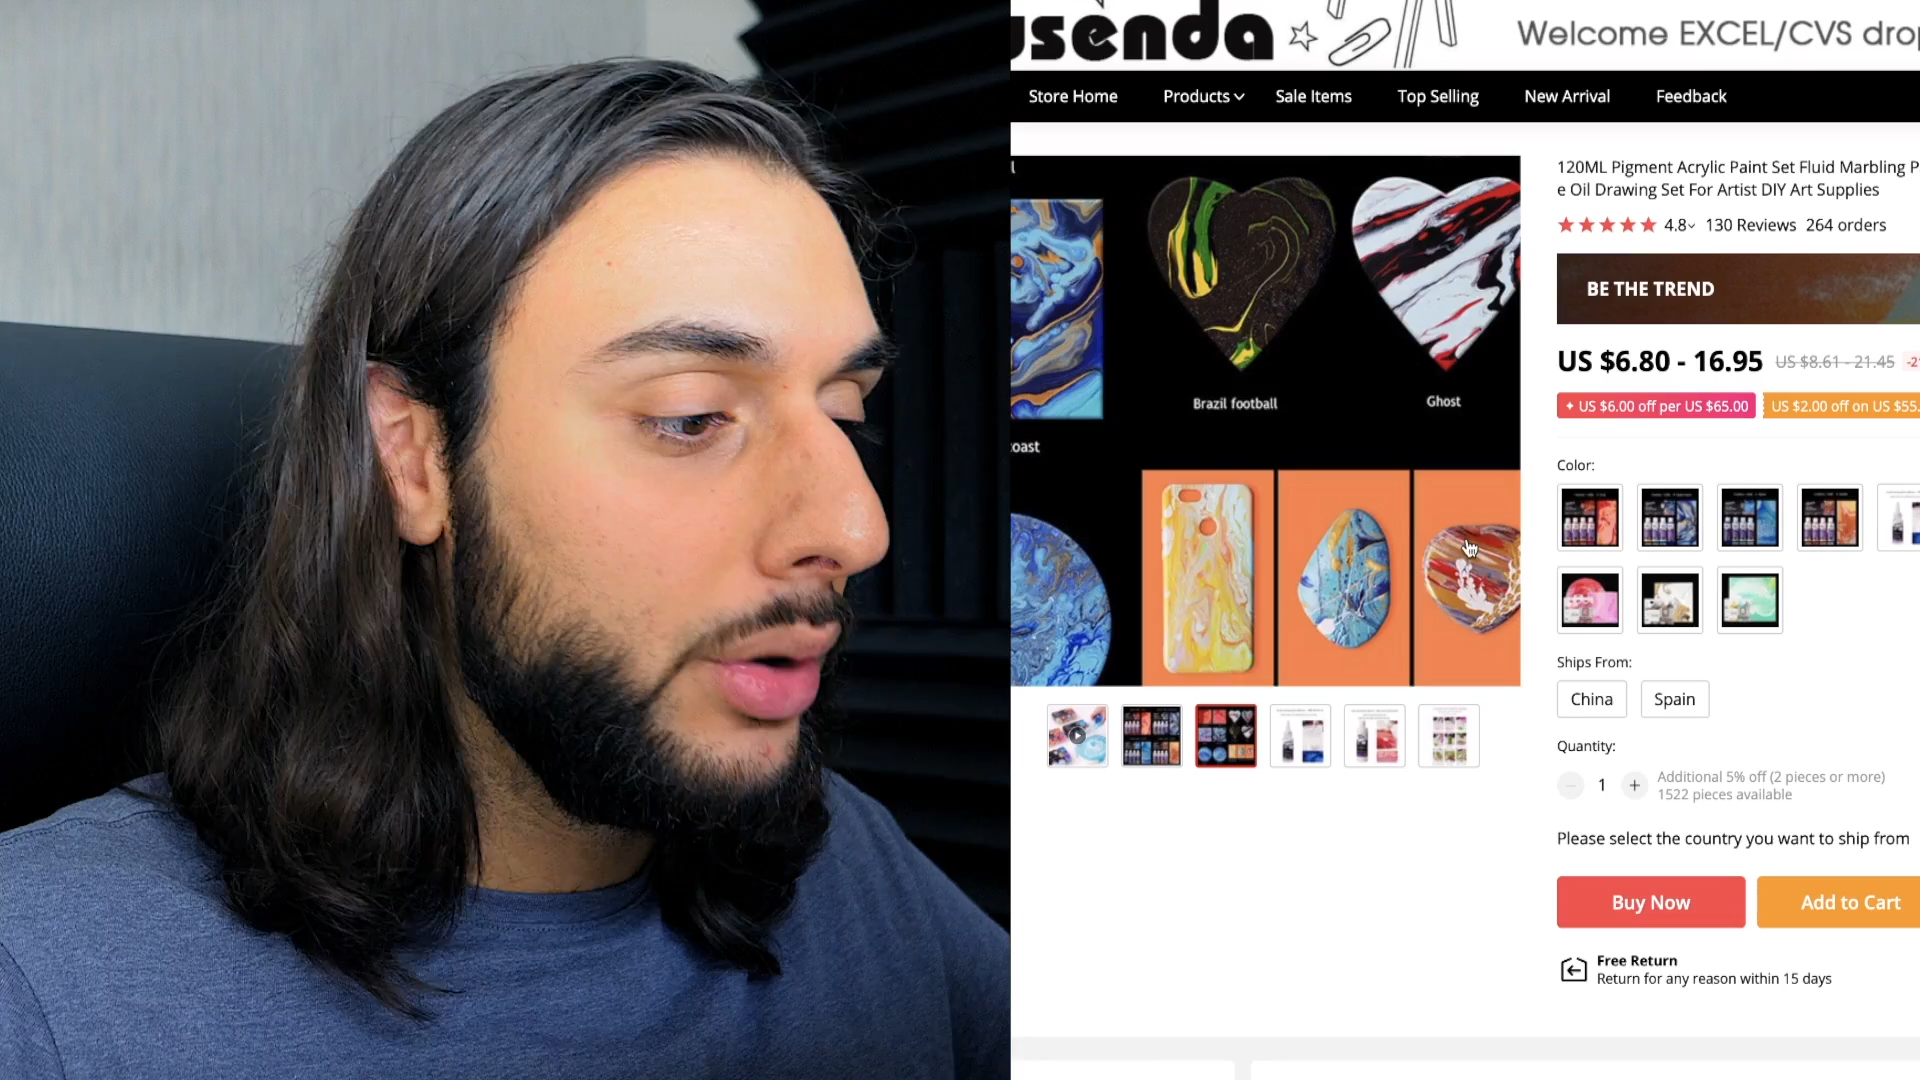 Welcome EXCEL/CVS
Store Home Products Sale Items Top Selling New Arrival Feedback
120ML Pigment Acrylic Paint Set Fluid Marbling
e Oil Drawing Set For Artist DIY Art Supplies
4.8 130 Reviews 264 orders
BE THE TREND
US $6.80 - 16.95 US $8.61 - 21.45
+ US $6.00 off per US $65.00 US $2.00 off on US $55.
Brazil football
Ghost
Color:
Ships From:
China Spain
Quantity:
1
Additional 5% off (2 pieces or more)
1522 pieces available
Please select the country you want to ship from
Buy Now Add to Cart
Free Return
Return for any reason within 15 days